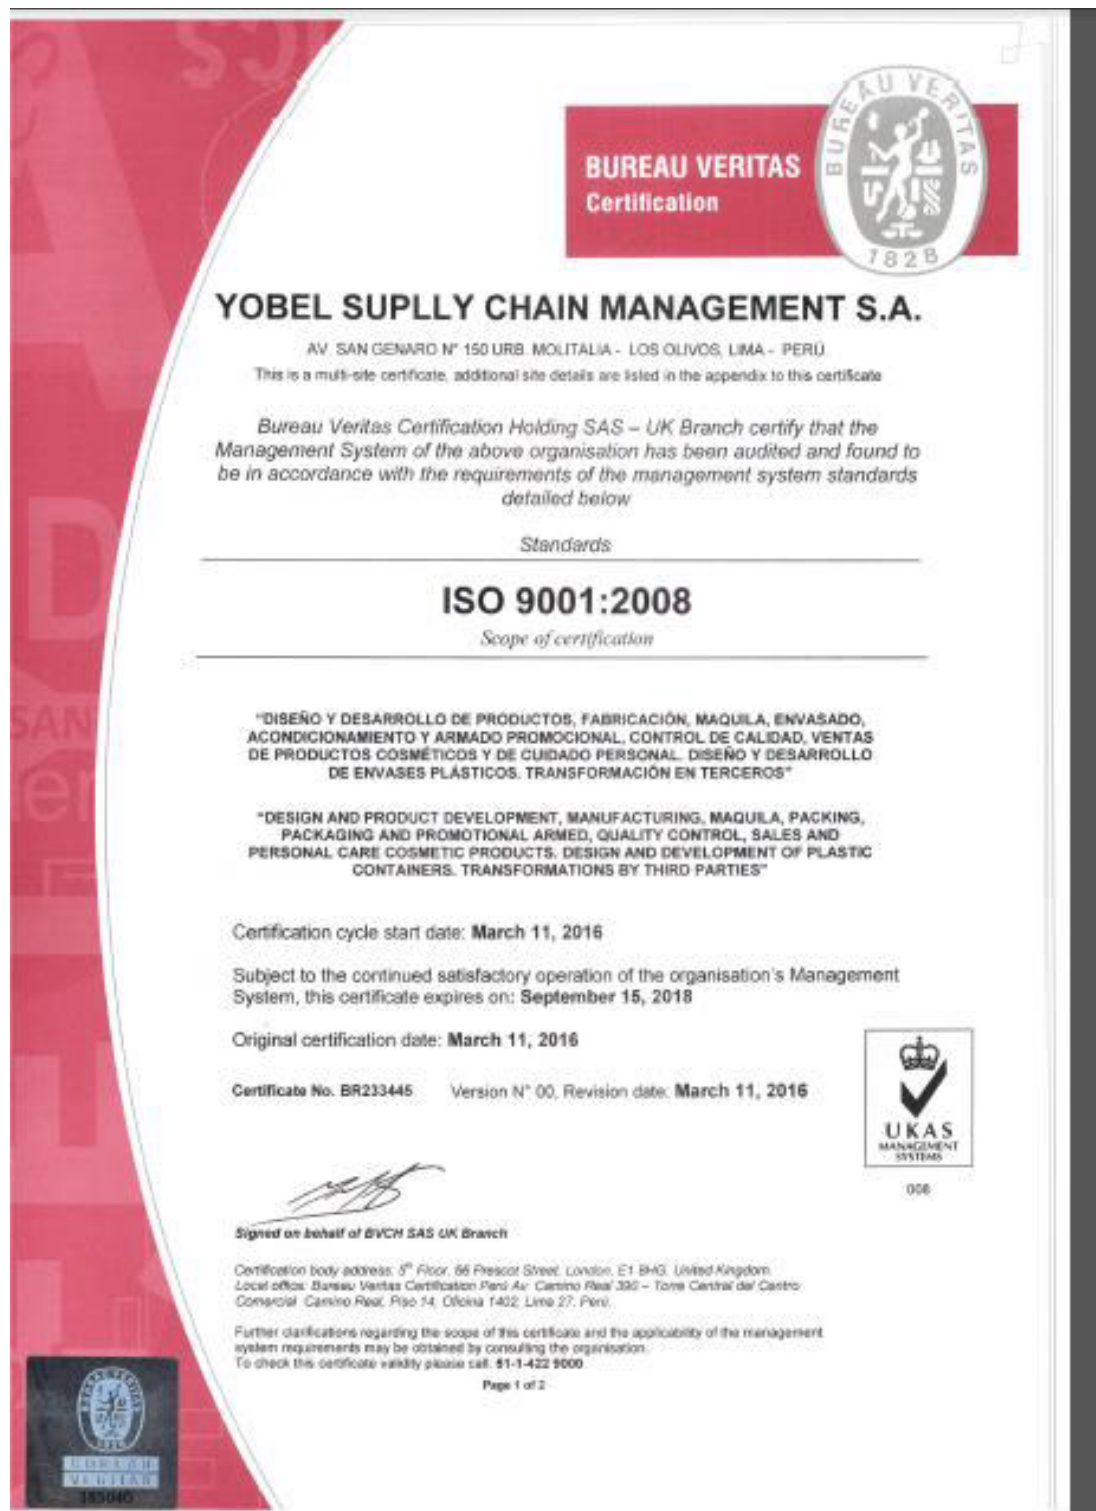 BUREAU VERITAS
Certification
BUREAU VERITAS
1828
YOBEL SUPLLY CHAIN MANAGEMENT S.A.
AV. SAN GENARO N° 150 URB. MOLITALIA - LOS OLIVOS, LIMA - PERÚ
This is a multi-site certificate, additional site details are listed in the appendix to this certificate
Bureau Veritas Certification Holding SAS – UK Branch certify that the
Management System of the above organisation has been audited and found to
be in accordance with the requirements of the management system standards
detailed below
Standards
ISO 9001:2008
Scope of certification
"DISEÑO Y DESARROLLO DE PRODUCTOS, FABRICACIÓN, MAQUILA, ENVASADO,
ACONDICIONAMIENTO Y ARMADO PROMOCIONAL, CONTROL DE CALIDAD, VENTAS
DE PRODUCTOS COSMÉTICOS Y DE CUIDADO PERSONAL. DISEÑO Y DESARROLLO
DE ENVASES PLÁSTICOS. TRANSFORMACIÓN EN TERCEROS"
"DESIGN AND PRODUCT DEVELOPMENT, MANUFACTURING, MAQUILA, PACKING,
PACKAGING AND PROMOTIONAL ARMED, QUALITY CONTROL, SALES AND
PERSONAL CARE COSMETIC PRODUCTS. DESIGN AND DEVELOPMENT OF PLASTIC
CONTAINERS. TRANSFORMATIONS BY THIRD PARTIES"
Certification cycle start date: March 11, 2016
Subject to the continued satisfactory operation of the organisation's Management
System, this certificate expires on: September 15, 2018
Original certification date: March 11, 2016
Certificate No. BR233445 Version N° 00, Revision date: March 11, 2016
UKAS
MANAGEMENT
SYSTEMS
008
Signed on behalf of BVCH SAS UK Branch
Certification body address: 5th Floor, 66 Prescot Street, London, E1 8HG, United Kingdom.
Local office: Bureau Veritas Certification Perú Av. Camino Real 390 – Torre Central del Centro
Comercial Camino Real, Piso 14, Oficina 1402, Lima 27, Perú.
Further clarifications regarding the scope of this certificate and the applicability of the management
system requirements may be obtained by consulting the organisation.
To check this certificate validity please call: 51-1-422 9000
Page 1 of 2
BUREAU
VERITAS